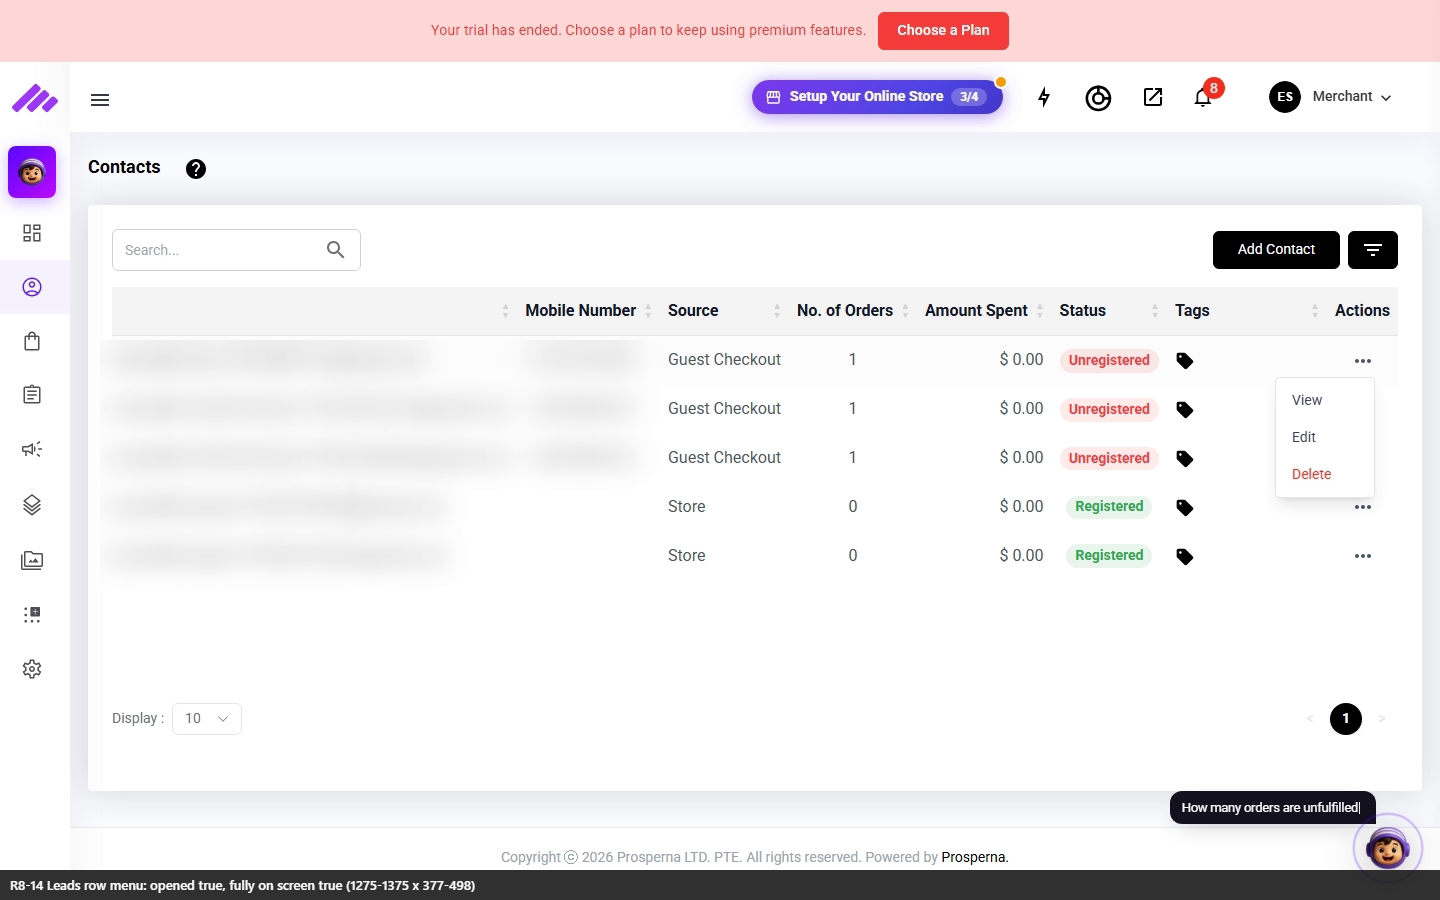 Your trial has ended. Choose a plan to keep using premium features. Choose a Plan
Setup Your Online Store 3/4
8
ES Merchant
Contacts
Search...
Add Contact
Mobile Number Source No. of Orders Amount Spent Status Tags Actions
Guest Checkout 1 $ 0.00 Unregistered
Guest Checkout 1 $ 0.00 Unregistered
Guest Checkout 1 $ 0.00 Unregistered
Store 0 $ 0.00 Registered
Store 0 $ 0.00 Registered
View
Edit
Delete
Display : 10
< 1 >
How many orders are unfulfilled
Copyright © 2026 Prosperna LTD. PTE. All rights reserved. Powered by Prosperna.
R8-14 Leads row menu: opened true, fully on screen true (1275-1375 x 377-498)